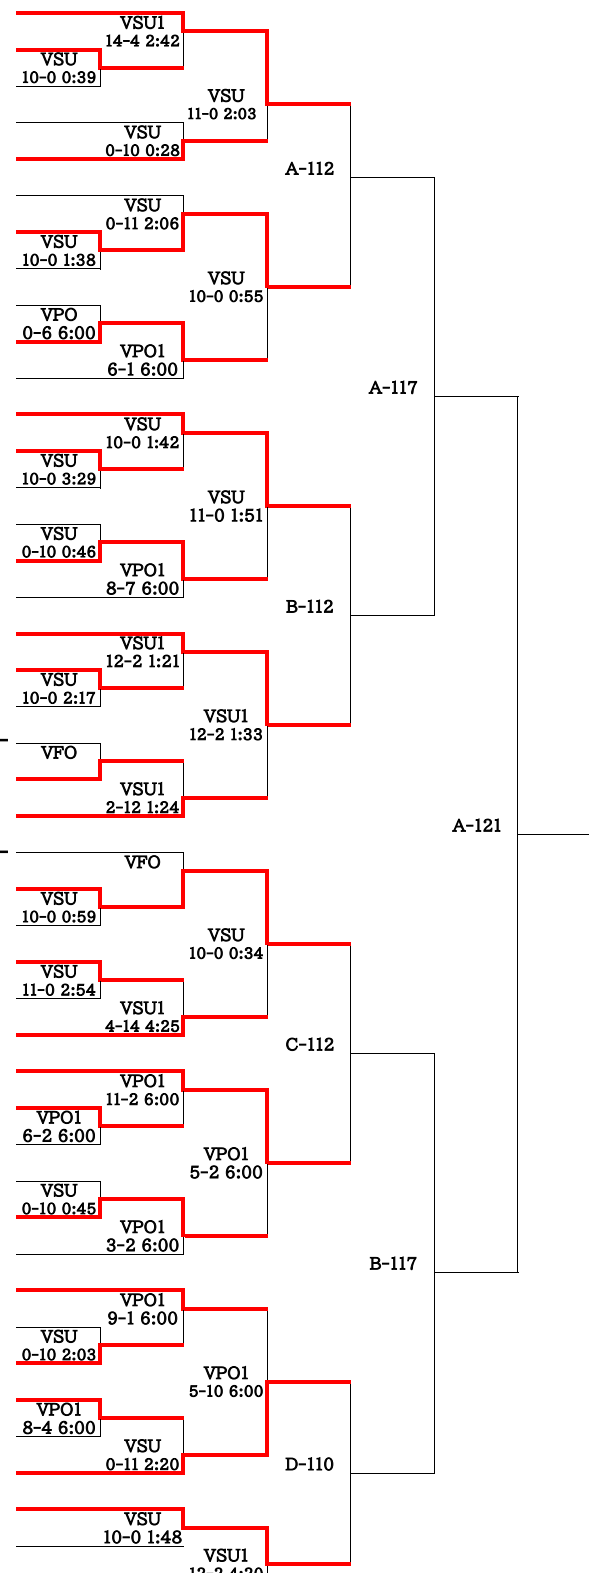 VSU1
14-4 2:42
VSU
10-0 0:39
VSU
11-0 2:03
VSU
0-10 0:28
A-112
VSU
0-11 2:06
VSU
10-0 1:38
VSU
10-0 0:55
VPO
0-6 6:00
VPO1
6-1 6:00
A-117
VSU
10-0 1:42
VSU
10-0 3:29
VSU
11-0 1:51
VSU
0-10 0:46
VPO1
8-7 6:00
B-112
VSU1
12-2 1:21
VSU
10-0 2:17
VSU1
12-2 1:33
VFO
VSU1
2-12 1:24
A-121
VFO
VSU
10-0 0:59
VSU
10-0 0:34
VSU
11-0 2:54
VSU1
4-14 4:25
C-112
VPO1
11-2 6:00
VPO1
6-2 6:00
VPO1
5-2 6:00
VSU
0-10 0:45
VPO1
3-2 6:00
B-117
VPO1
9-1 6:00
VSU
0-10 2:03
VPO1
5-10 6:00
VPO1
8-4 6:00
VSU
0-11 2:20
D-110
VSU
10-0 1:48
VSU1